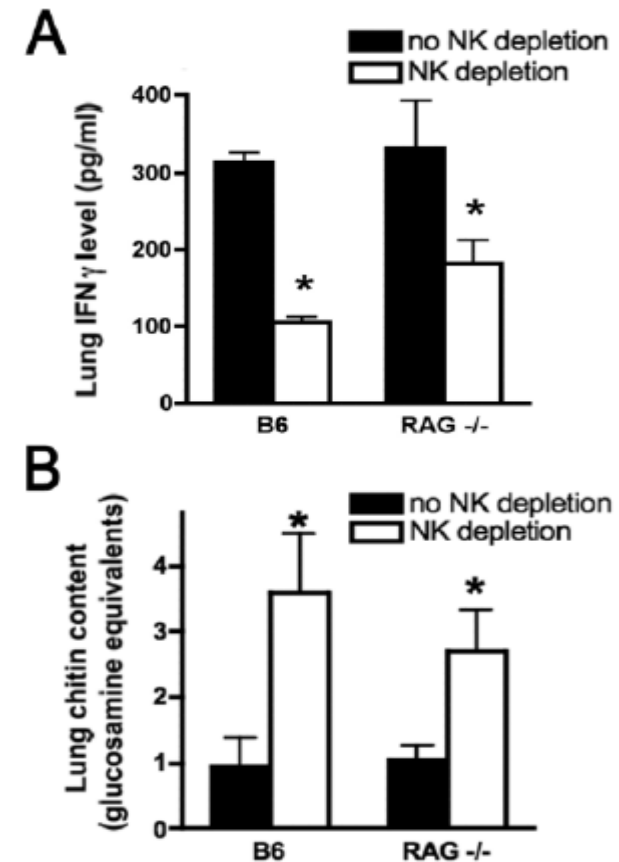 A
no NK depletion
NK depletion
Lung IFNγ level (pg/ml)
400
300
200
100
0
*
*
B6
RAG -/-
B
no NK depletion
NK depletion
Lung chitin content
(glucosamine equivalents)
4
3
2
1
0
*
*
B6
RAG -/-